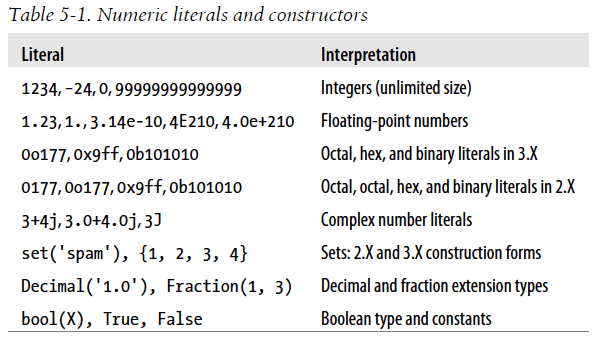 Table 5-1. Numeric literals and constructors
Literal Interpretation
1234, -24, 0, 99999999999999 Integers (unlimited size)
1.23, 1., 3.14e-10, 4E210, 4.0e+210 Floating-point numbers
0o177, 0x9ff, 0b101010 Octal, hex, and binary literals in 3.X
0177, 0o177, 0x9ff, 0b101010 Octal, octal, hex, and binary literals in 2.X
3+4j, 3.0+4.0j, 3J Complex number literals
set('spam'), {1, 2, 3, 4} Sets: 2.X and 3.X construction forms
Decimal('1.0'), Fraction(1, 3) Decimal and fraction extension types
bool(X), True, False Boolean type and constants